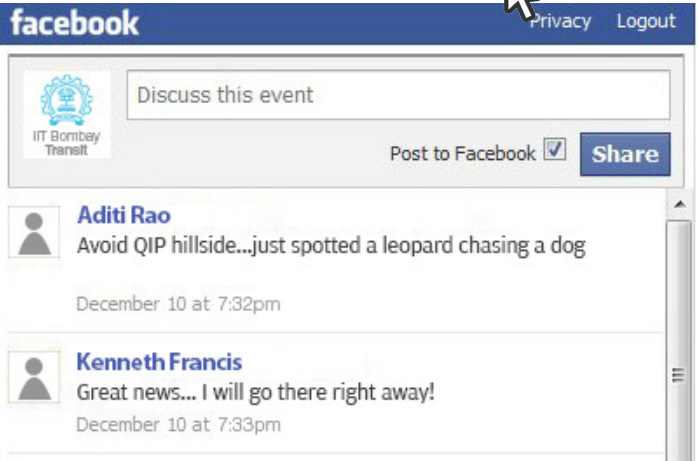 facebook
Privacy Logout
Discuss this event
IIT Bombay
Transit
Post to Facebook
Share
Aditi Rao
Avoid QIP hillside...just spotted a leopard chasing a dog
December 10 at 7:32pm
Kenneth Francis
Great news... I will go there right away!
December 10 at 7:33pm